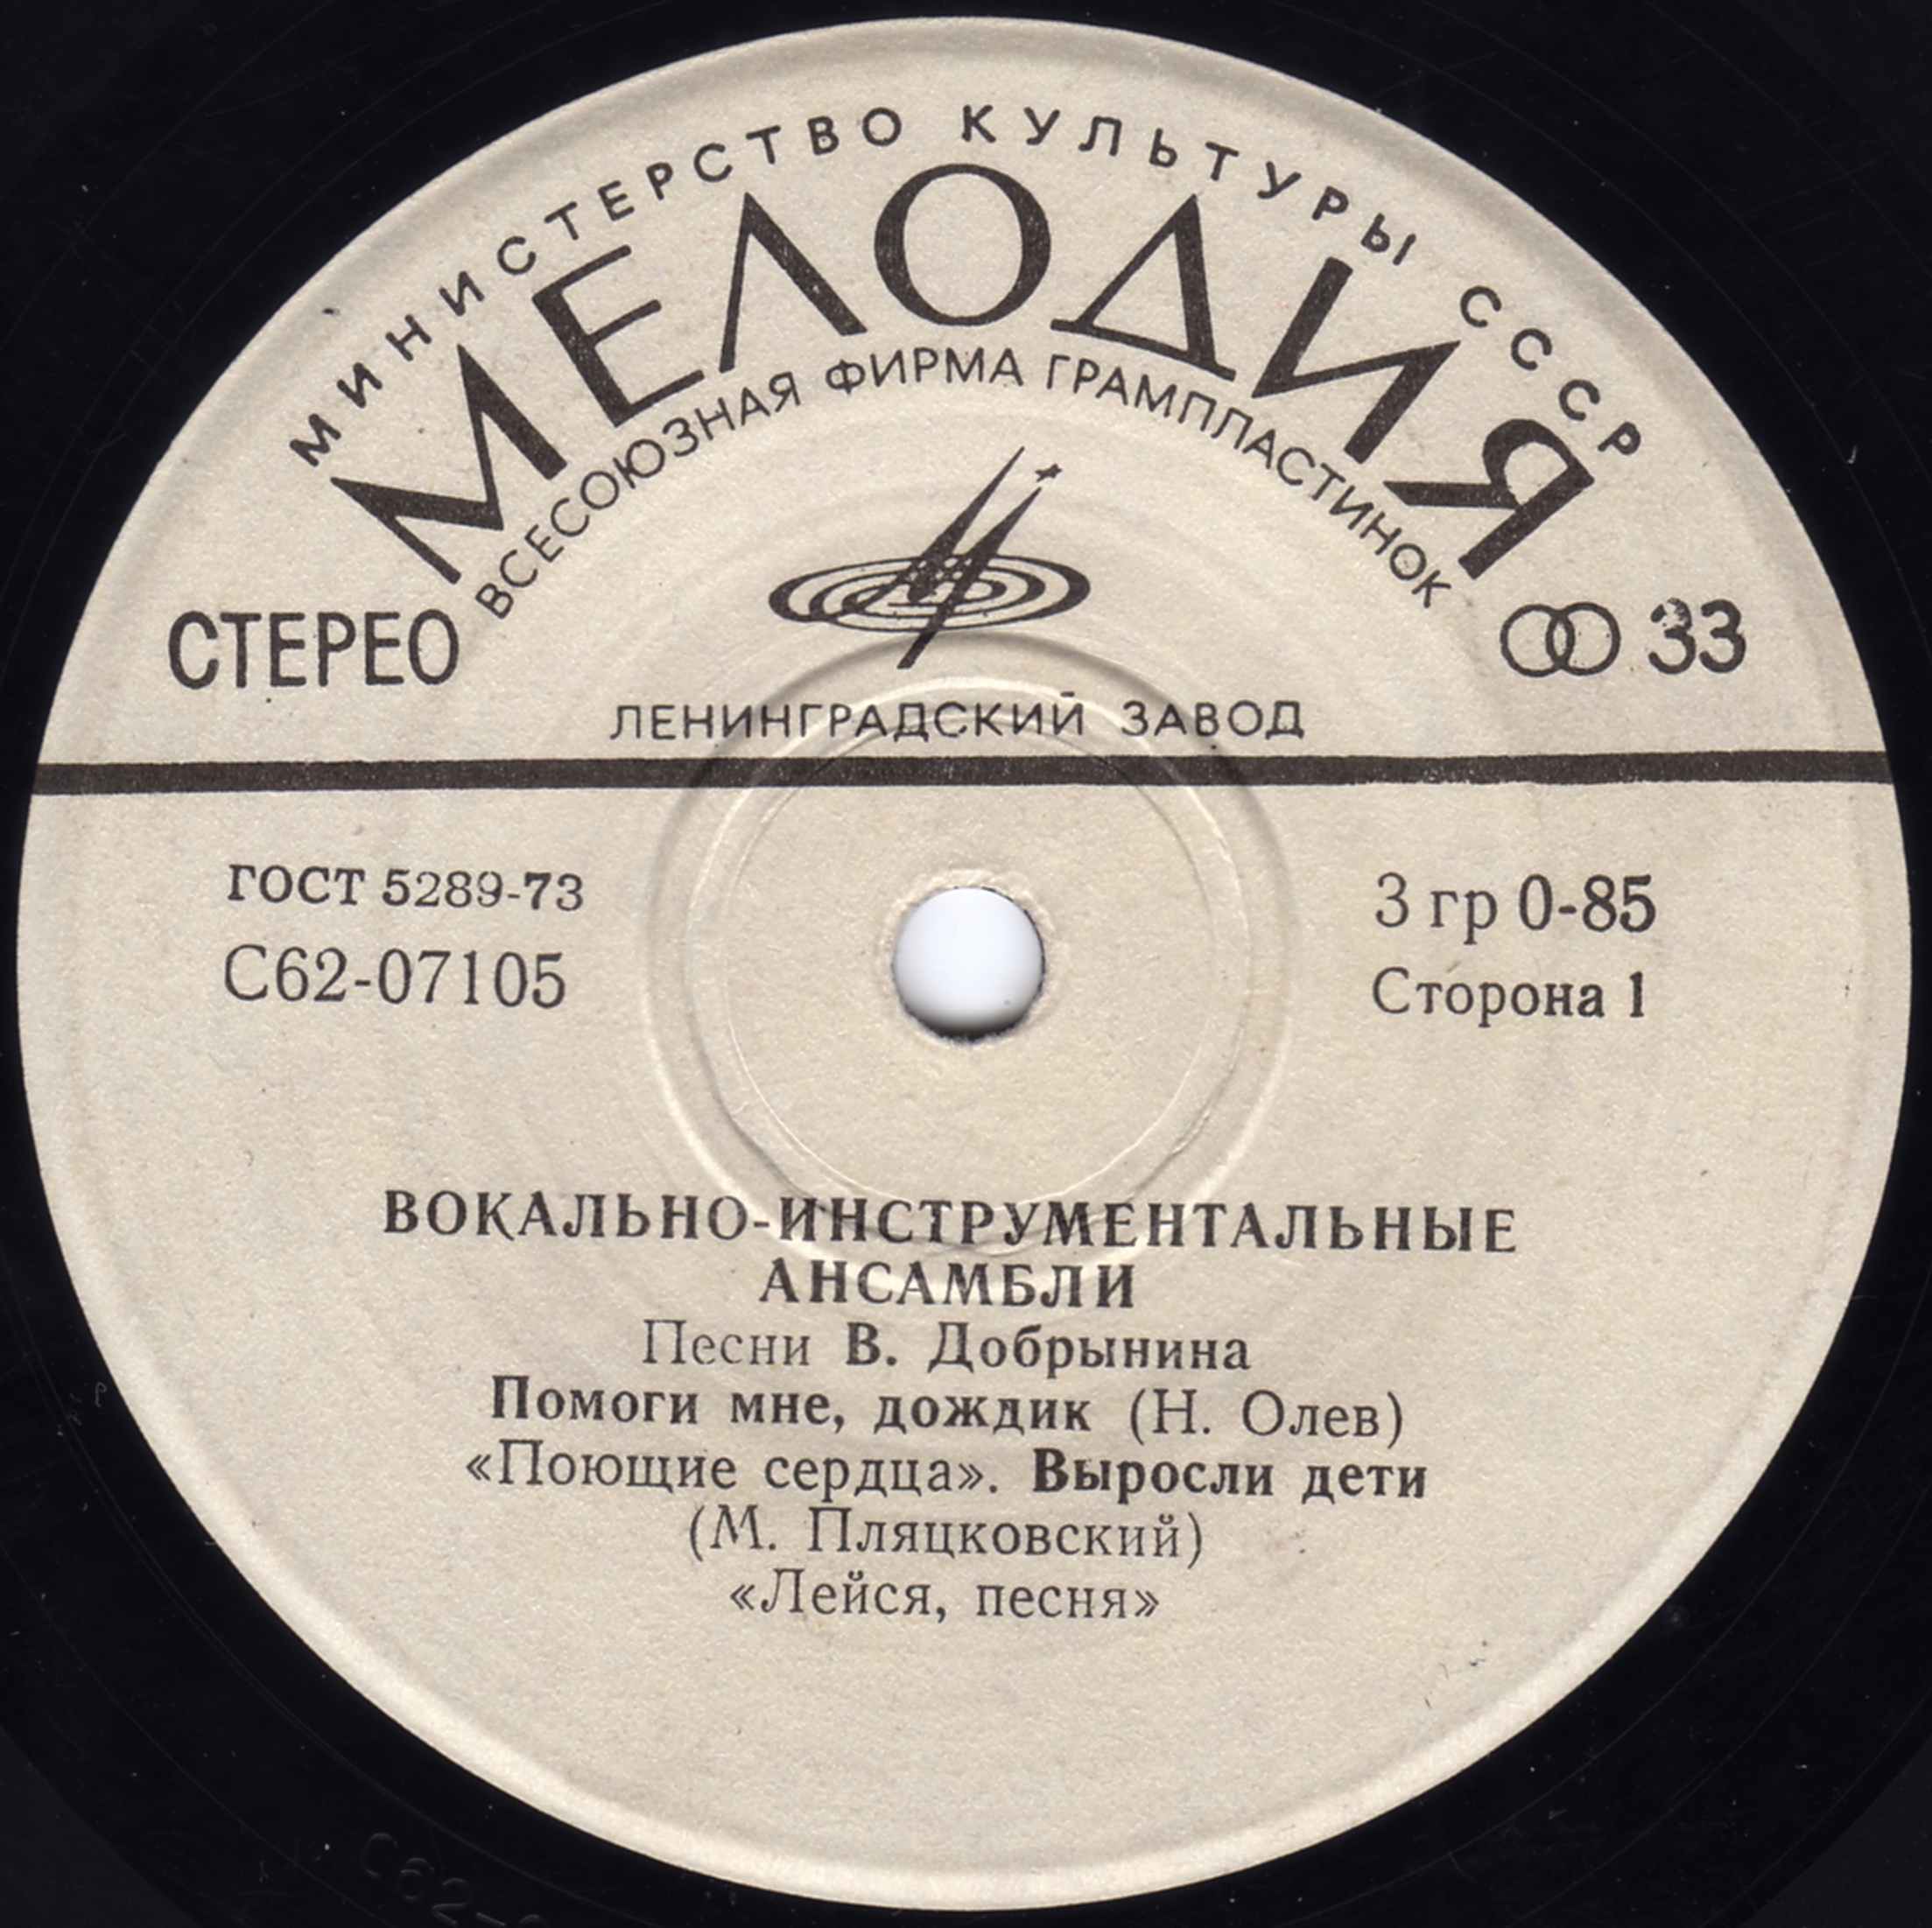 МИНИСТЕРСТВО КУЛЬТУРЫ СССР
МЕЛОДИЯ
ВСЕСОЮЗНАЯ ФИРМА ГРАМПЛАСТИНОК
СТЕРЕО
33
ЛЕНИНГРАДСКИЙ ЗАВОД
ГОСТ 5289-73
3 гр 0-85
С62-07105
Сторона 1
ВОКАЛЬНО-ИНСТРУМЕНТАЛЬНЫЕ
АНСАМБЛИ
Песни В. Добрынина
Помоги мне, дождик (Н. Олев)
«Поющие сердца». Выросли дети
(М. Пляцковский)
«Лейся, песня»